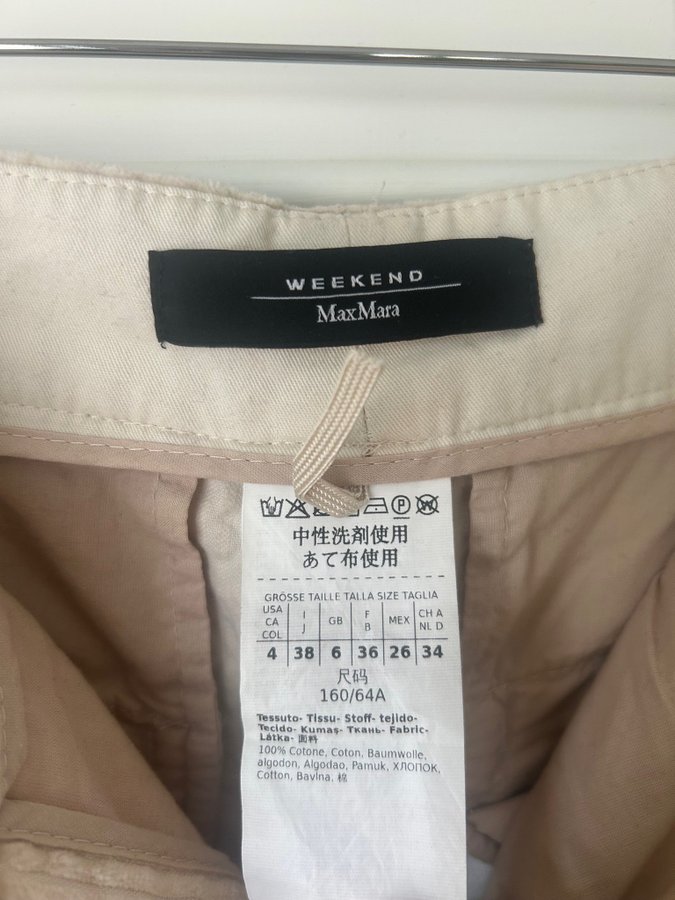 WEEKEND
MaxMara
P
W
中性洗剤使用
あて布使用
GRÖSSE TAILLE TALLA SIZE TAGLIA
USA CA COL | I J | GB | F B | MEX | CH A NL D
4 | 38 | 6 | 36 | 26 | 34
尺码
160/64A
Tessuto- Tissu- Stoff- tejido-
Tecido- Kumaş- Ткань- Fabric-
Látka- 面料
100% Cotone, Coton, Baumwolle,
algodon, Algodao, Pamuk, ХЛОПОК,
Cotton, Bavlna, 棉